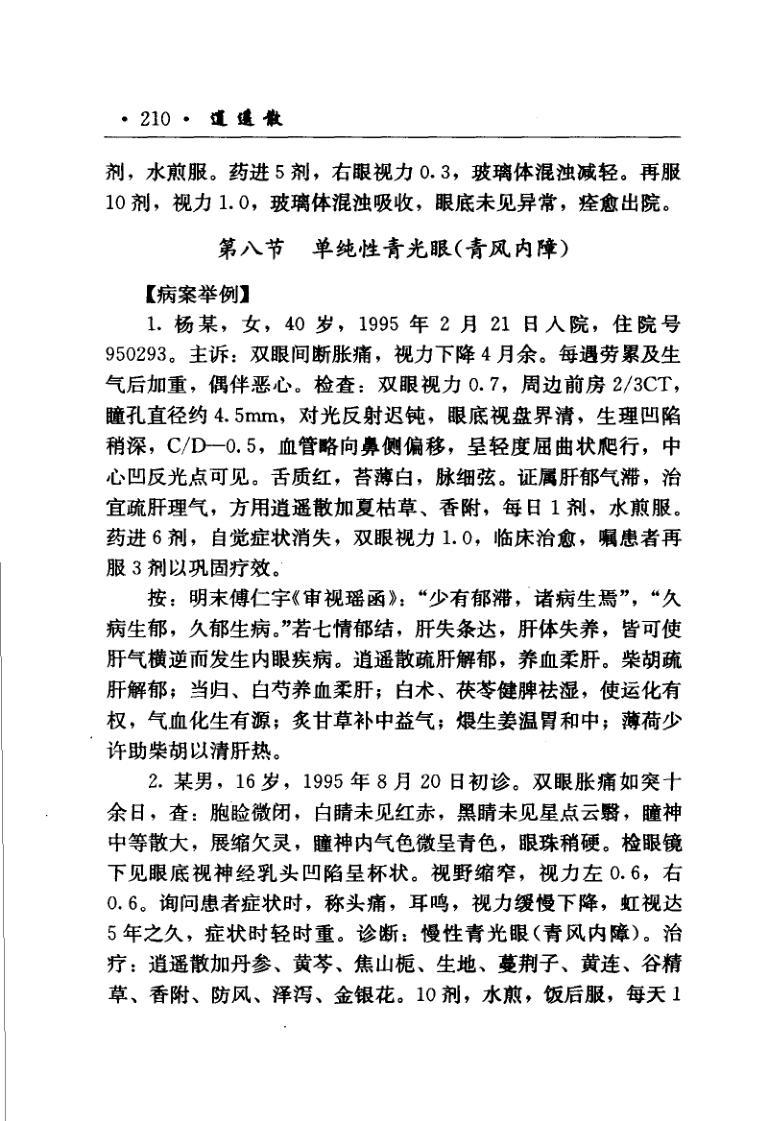 • 210 • 逍遥散
剂，水煎服。药进5剂，右眼视力0.3，玻璃体混浊减轻。再服
10剂，视力1.0，玻璃体混浊吸收，眼底未见异常，痊愈出院。
第八节 单纯性青光眼(青风内障)
【病案举例】
1. 杨某，女，40岁，1995年2月21日入院，住院号
950293。主诉：双眼间断胀痛，视力下降4月余。每遇劳累及生
气后加重，偶伴恶心。检查：双眼视力0.7，周边前房2/3CT，
瞳孔直径约4.5mm，对光反射迟钝，眼底视盘界清，生理凹陷
稍深，C/D—0.5，血管略向鼻侧偏移，呈轻度屈曲状爬行，中
心凹反光点可见。舌质红，苔薄白，脉细弦。证属肝郁气滞，治
宜疏肝理气，方用逍遥散加夏枯草、香附，每日1剂，水煎服。
药进6剂，自觉症状消失，双眼视力1.0，临床治愈，嘱患者再
服3剂以巩固疗效。
按：明末傅仁宇《审视瑶函》：“少有郁滞，诸病生焉”，“久
病生郁，久郁生病。”若七情郁结，肝失条达，肝体失养，皆可使
肝气横逆而发生内眼疾病。逍遥散疏肝解郁，养血柔肝。柴胡疏
肝解郁；当归、白芍养血柔肝；白术、茯苓健脾祛湿，使运化有
权，气血化生有源；炙甘草补中益气；煨生姜温胃和中；薄荷少
许助柴胡以清肝热。
2. 某男，16岁，1995年8月20日初诊。双眼胀痛如突十
余日，查：胞睑微闭，白睛未见红赤，黑睛未见星点云翳，瞳神
中等散大，展缩欠灵，瞳神内气色微呈青色，眼珠稍硬。检眼镜
下见眼底视神经乳头凹陷呈杯状。视野缩窄，视力左0.6，右
0.6。询问患者症状时，称头痛，耳鸣，视力缓慢下降，虹视达
5年之久，症状时轻时重。诊断：慢性青光眼(青风内障)。治
疗：逍遥散加丹参、黄芩、焦山栀、生地、蔓荆子、黄连、谷精
草、香附、防风、泽泻、金银花。10剂，水煎，饭后服，每天1